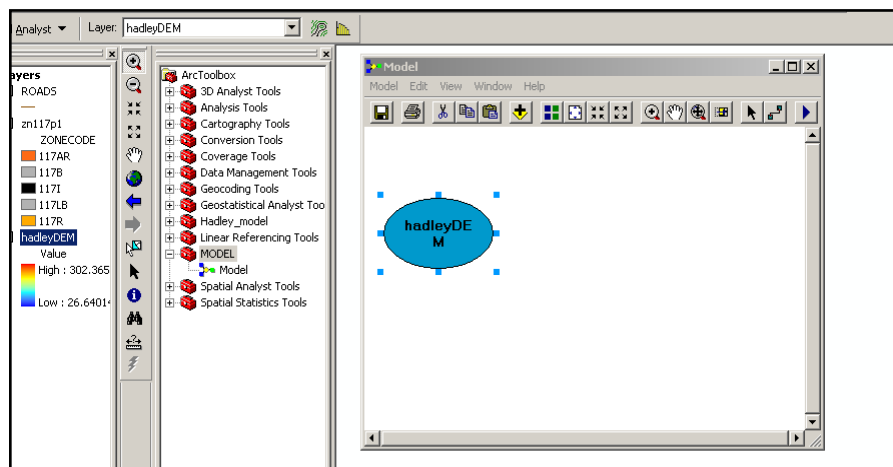 Analyst Layer: hadleyDEM
ayers
ROADS
zn117p1
ZONECODE
117AR
117B
117I
117LB
117R
hadleyDEM
Value
High : 302.365
Low : 26.6401
ArcToolbox
3D Analyst Tools
Analysis Tools
Cartography Tools
Conversion Tools
Coverage Tools
Data Management Tools
Geocoding Tools
Geostatistical Analyst Too
Hadley_model
Linear Referencing Tools
MODEL
Model
Spatial Analyst Tools
Spatial Statistics Tools
Model
Model Edit View Window Help
hadleyDE
M